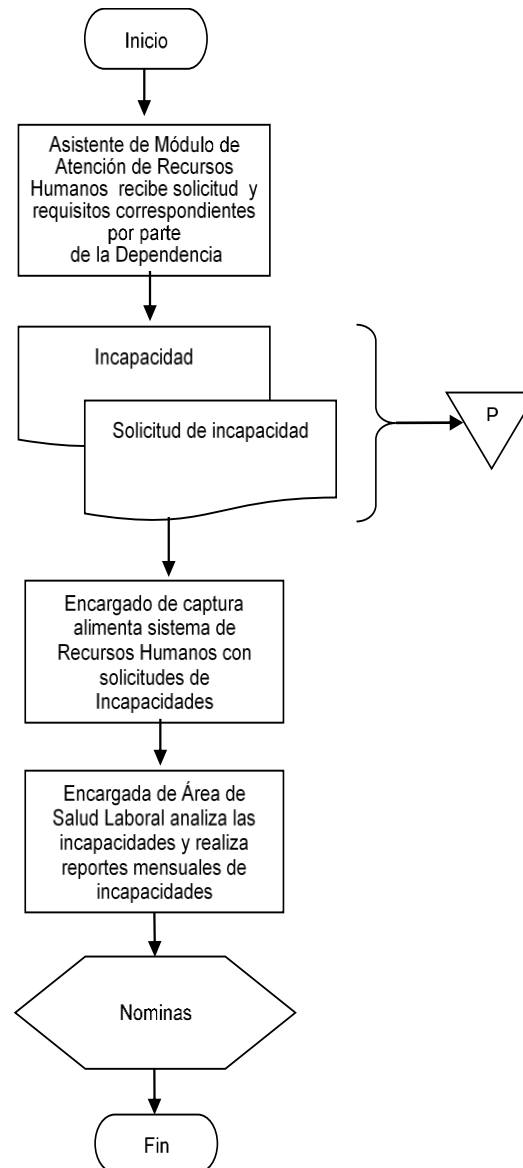 Inicio
Asistente de Módulo de
Atención de Recursos
Humanos recibe solicitud y
requisitos correspondientes
por parte
de la Dependencia
Incapacidad
Solicitud de incapacidad
P
Encargado de captura
alimenta sistema de
Recursos Humanos con
solicitudes de
Incapacidades
Encargada de Área de
Salud Laboral analiza las
incapacidades y realiza
reportes mensuales de
incapacidades
Nominas
Fin